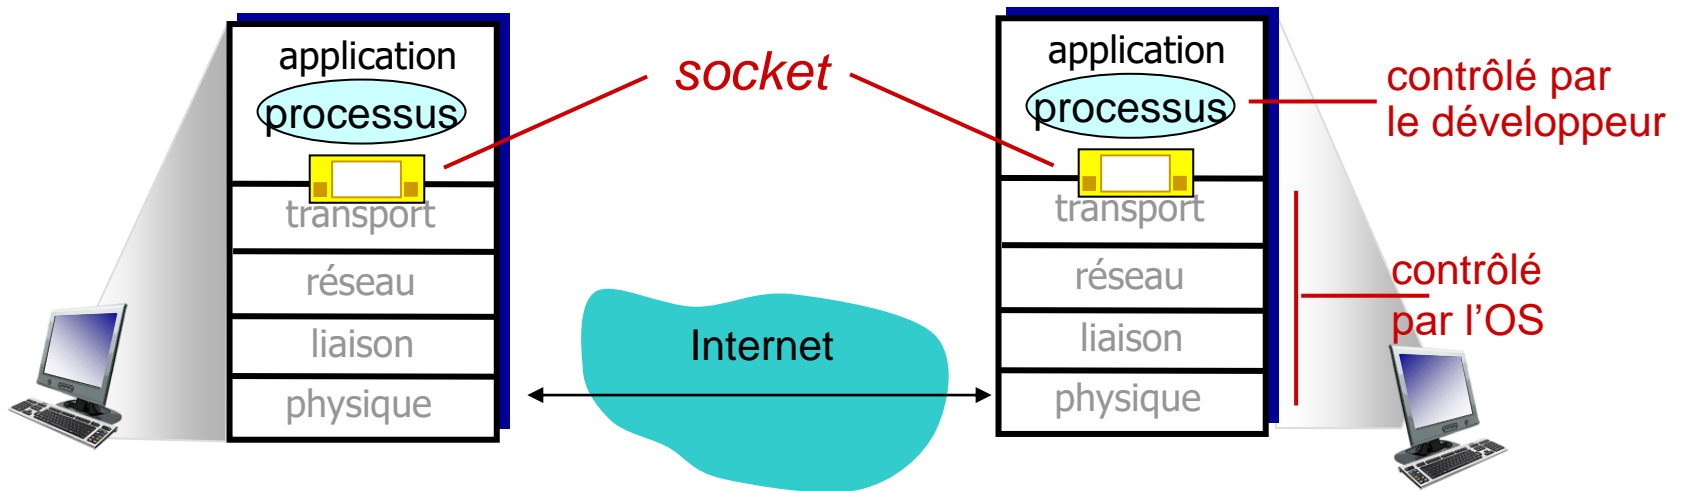 application
processus
transport
réseau
liaison
physique
socket
Internet
application
processus
transport
réseau
liaison
physique
contrôlé par
le développeur
contrôlé
par l’OS